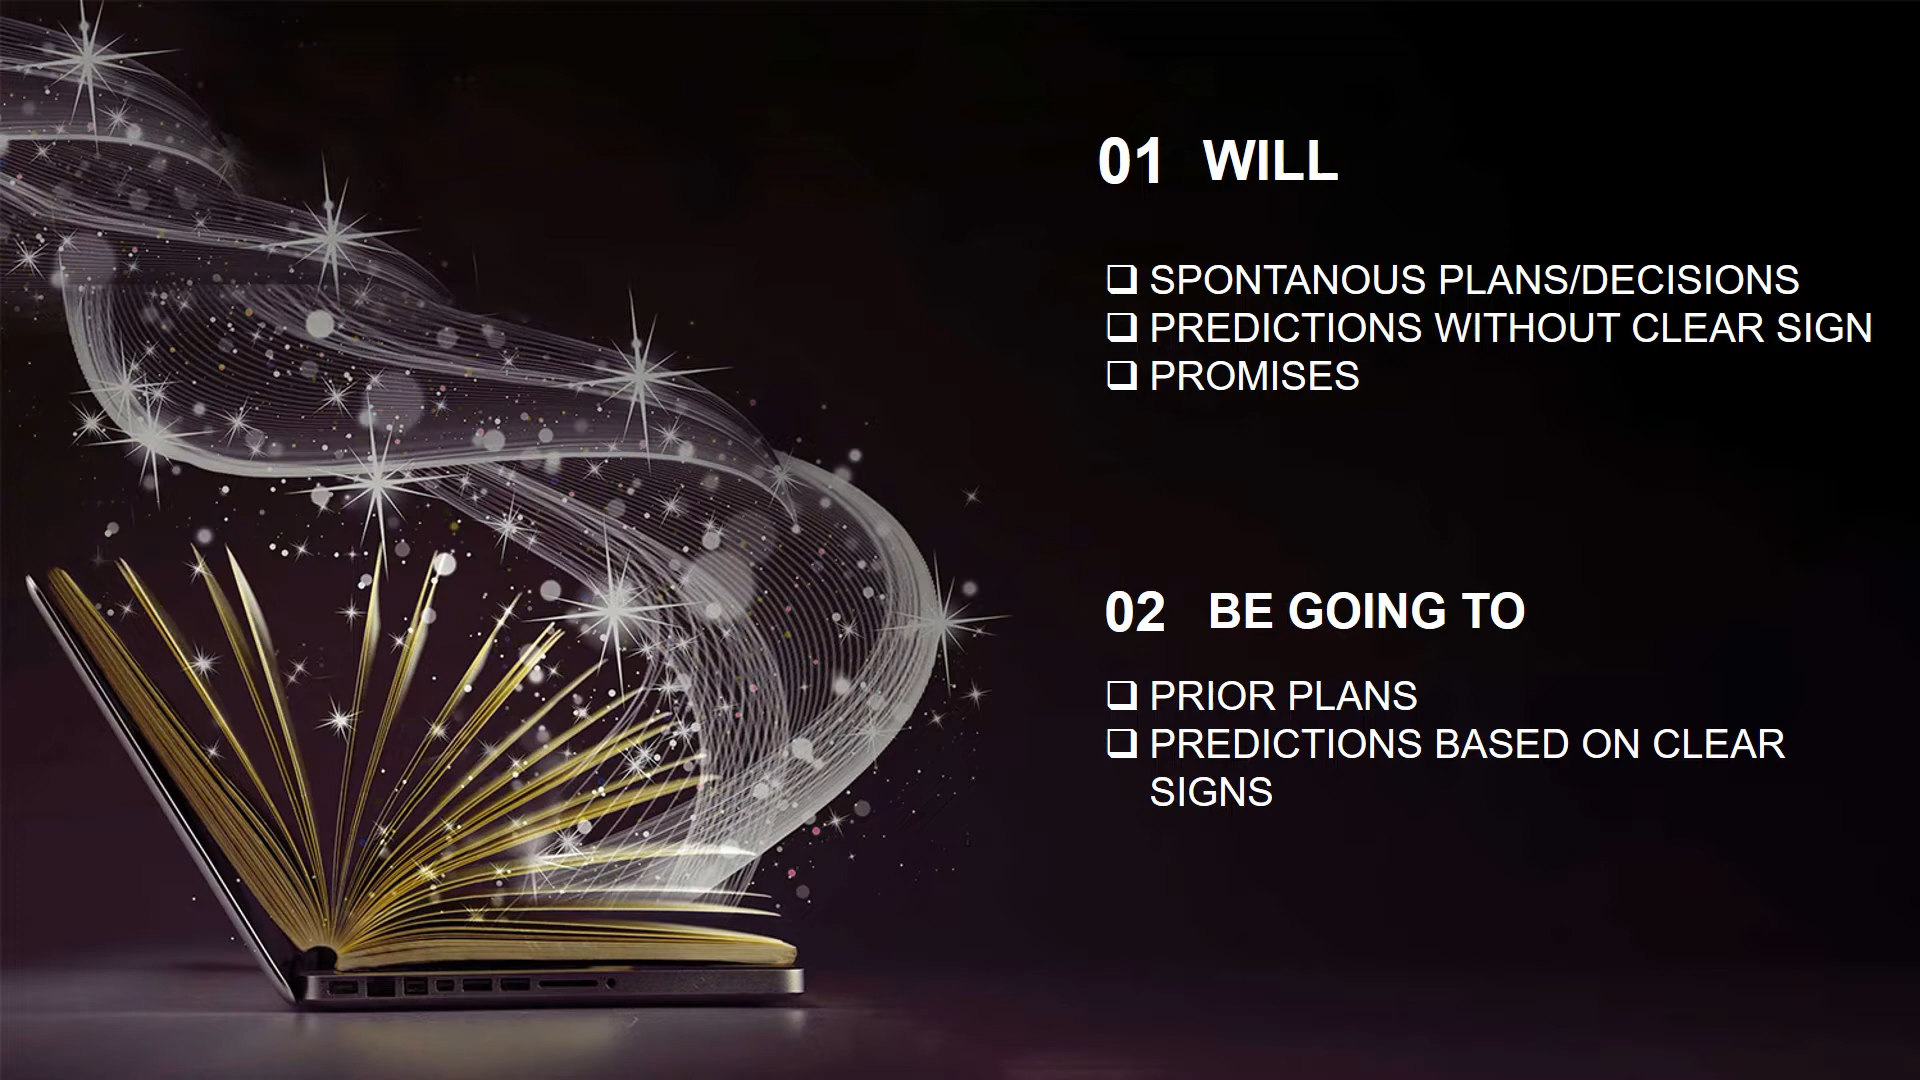 01 WILL
❑ SPONTANOUS PLANS/DECISIONS
❑ PREDICTIONS WITHOUT CLEAR SIGN
❑ PROMISES
02 BE GOING TO
❑ PRIOR PLANS
❑ PREDICTIONS BASED ON CLEAR
SIGNS